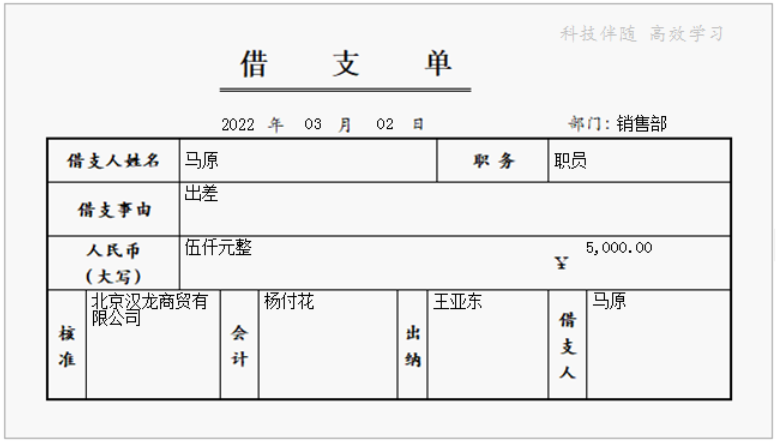 科技伴随 高效学习
借 支 单
2022 年 03 月 02 日 部门: 销售部
借支人姓名 马原 职务 职员
借支事由 出差
人民币
(大写) 伍仟元整 ¥ 5,000.00
核准 北京汉龙商贸有
限公司
会计 杨付花
出纳 王亚东
借支人 马原